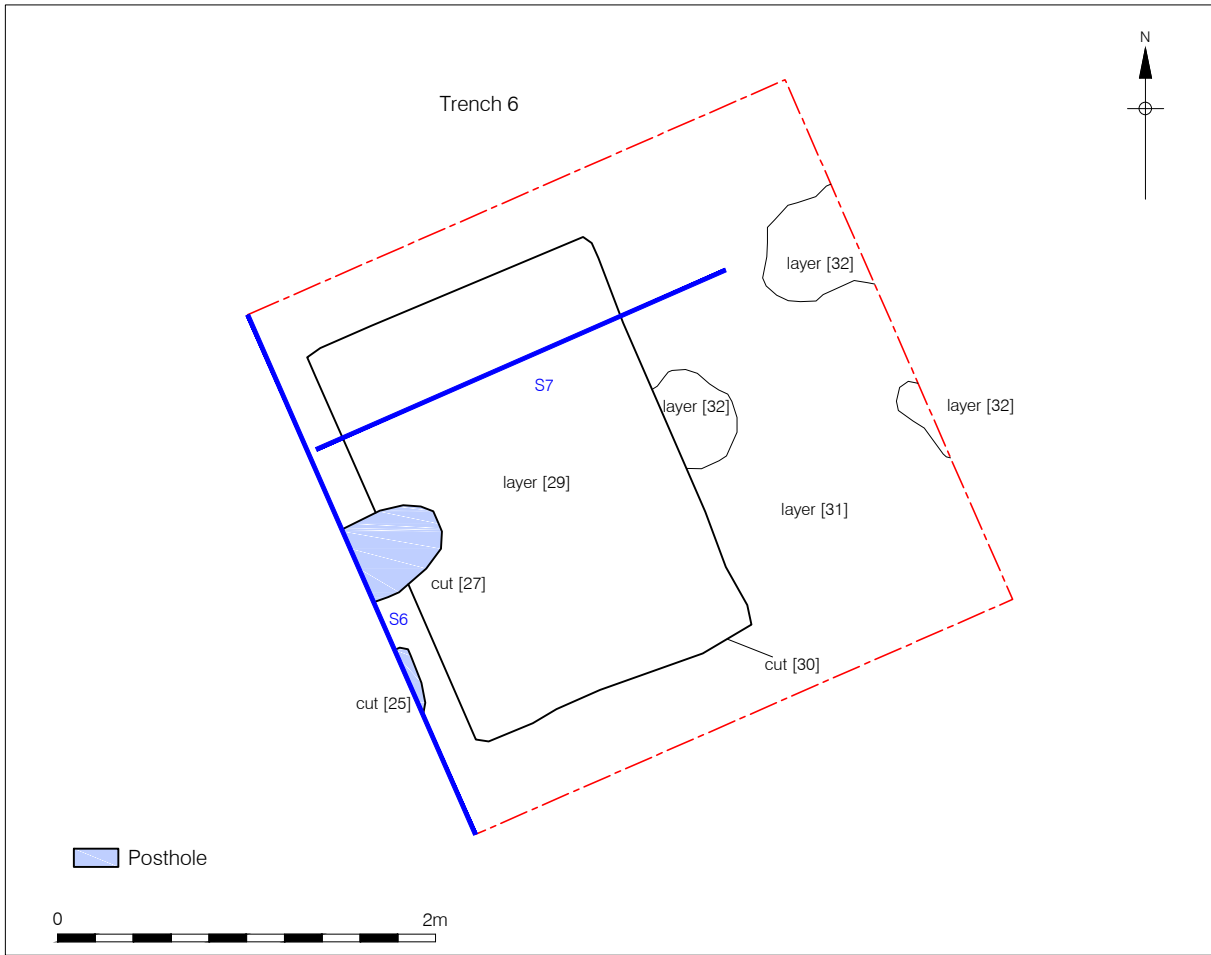 N
Trench 6
layer [32]
S7
layer [32]
layer [32]
layer [29]
layer [31]
cut [27]
S6
cut [30]
cut [25]
Posthole
0 2m